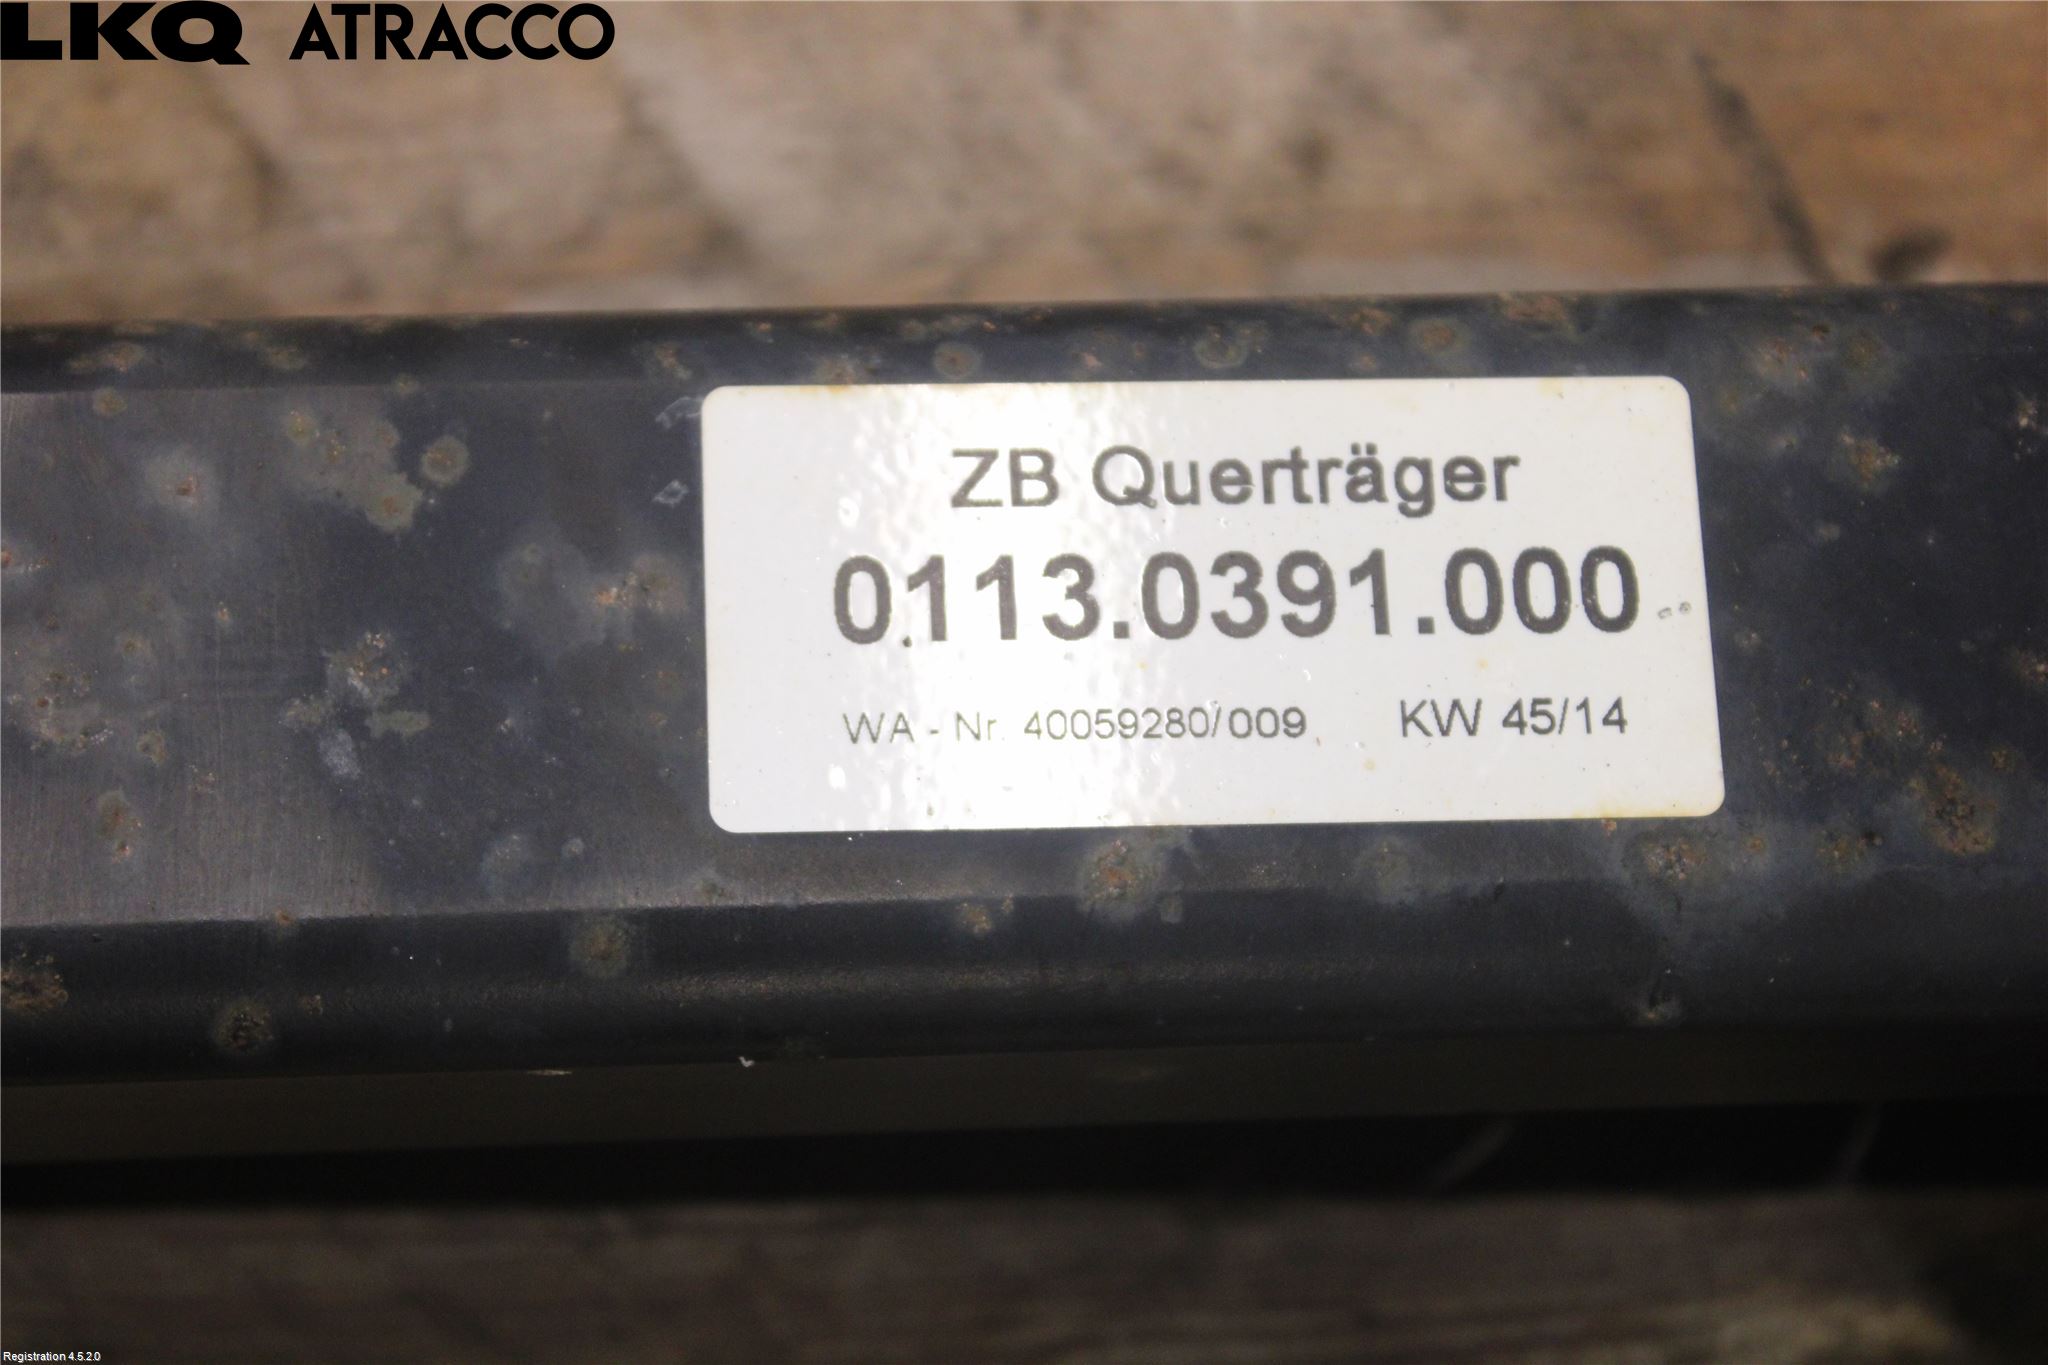 LKQ ATRACCO
ZB Querträger
0113.0391.000
WA - Nr. 40059280/009 KW 45/14
Registration 4.5.2.0